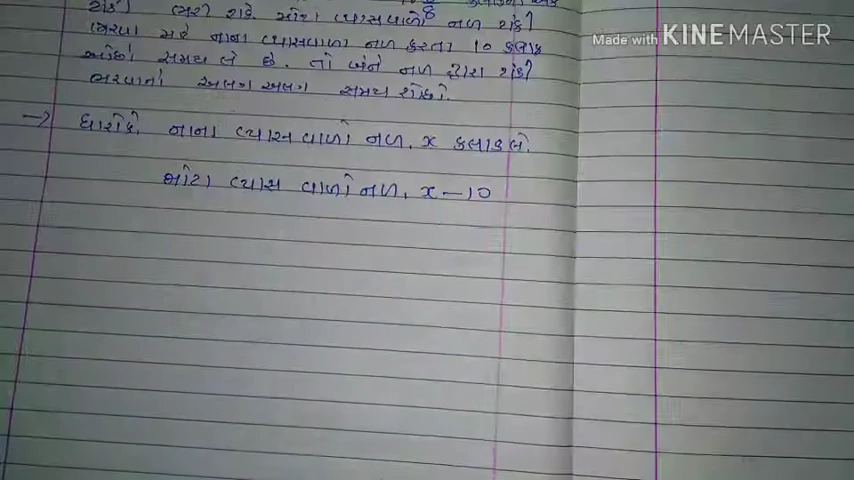 ટાંકી ભરી શકે. મોટા વ્યાસવાળો નળ ટાંકી
ભરવા માટે નાના વ્યાસવાળા નળ કરતા 10 કલાક
ઓછો સમય લે છે. તો બંને નળ દ્વારા ટાંકી
ભરવાનો અલગ અલગ સમય શોધો.
→ ધારોકે નાના વ્યાસ વાળો નળ, x કલાકલે.
મોટા વ્યાસ વાળો નળ, x - 10
Made with KINEMASTER